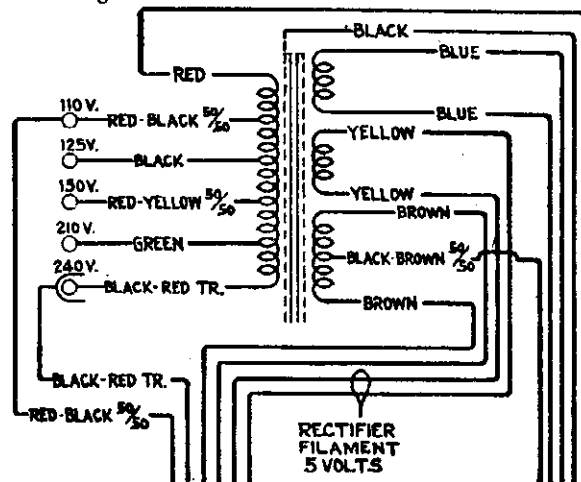 BLACK
BLUE
RED
110 V.
RED-BLACK 50/50
BLUE
YELLOW
125V.
BLACK
150V.
RED-YELLOW 50/50
YELLOW
BROWN
210 V.
GREEN
BLACK-BROWN 50/50
240 V.
BLACK-RED TR.
BROWN
BLACK-RED TR.
RED-BLACK 50/50
RECTIFIER
FILAMENT
5 VOLTS